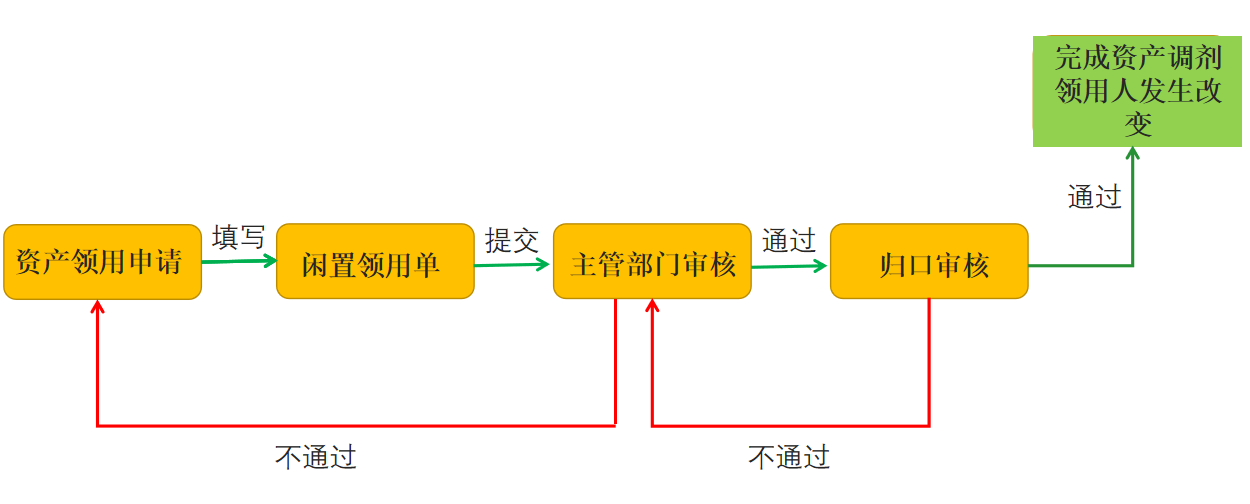 完成资产调剂
领用人发生改
变
通过
填写
提交
通过
资产领用申请
闲置领用单
主管部门审核
归口审核
不通过
不通过